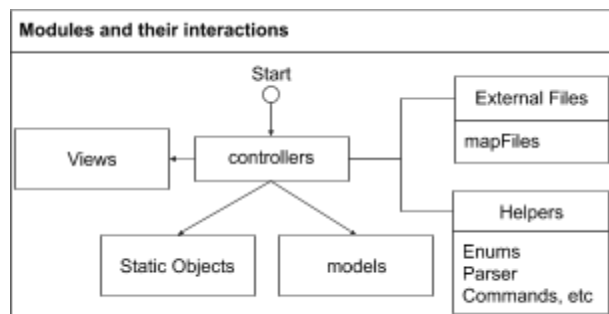 Modules and their interactions
Start
External Files
mapFiles
Views
controllers
Helpers
Enums
Parser
Commands, etc
Static Objects
models